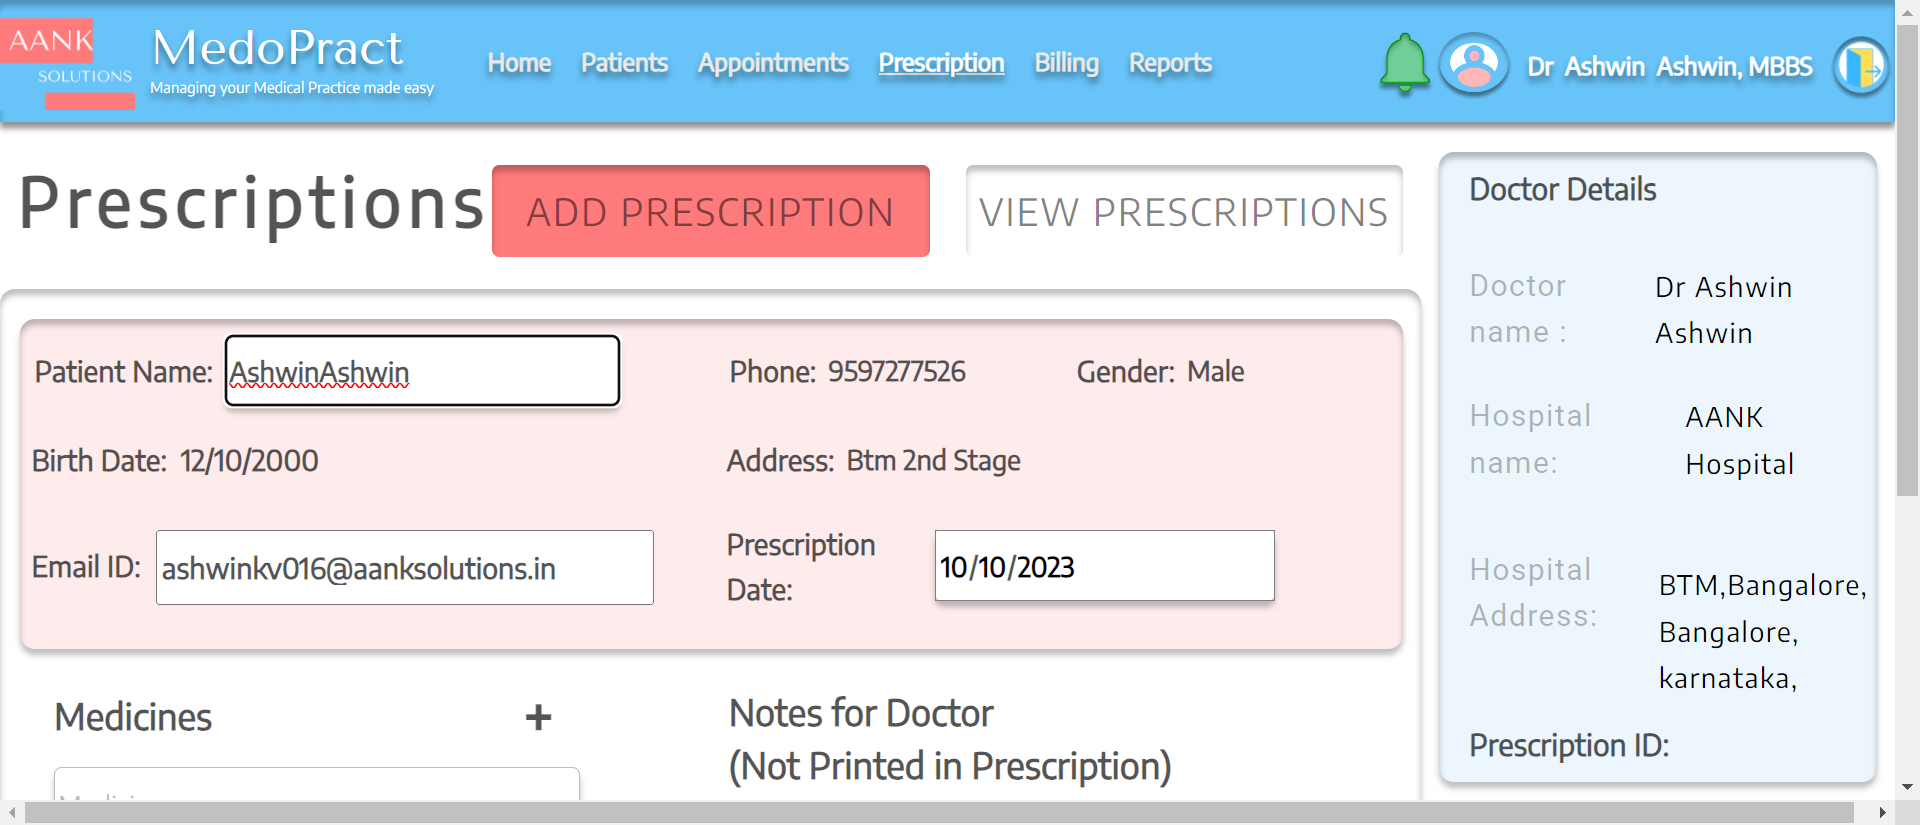 AANK
SOLUTIONS
MedoPract
Managing your Medical Practice made easy
Home Patients Appointments Prescription Billing Reports
Dr Ashwin Ashwin, MBBS
Prescriptions
ADD PRESCRIPTION
VIEW PRESCRIPTIONS
Patient Name: AshwinAshwin
Phone: 9597277526
Gender: Male
Birth Date: 12/10/2000
Address: Btm 2nd Stage
Email ID: ashwinkv016@aanksolutions.in
Prescription
Date:
10/10/2023
Medicines +
Notes for Doctor
(Not Printed in Prescription)
Doctor Details
Doctor
name :
Dr Ashwin
Ashwin
Hospital
name:
AANK
Hospital
Hospital
Address:
BTM,Bangalore,
Bangalore,
karnataka,
Prescription ID: